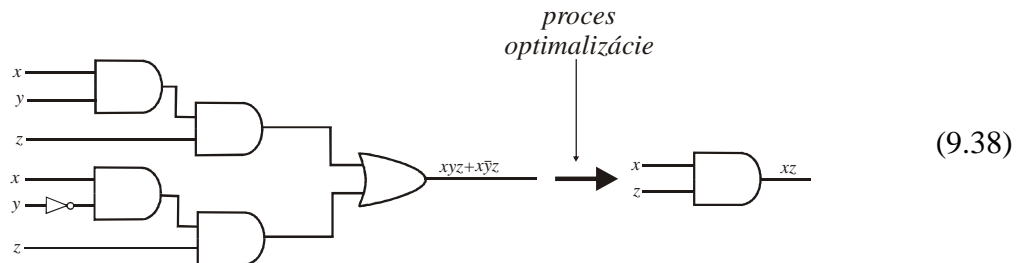 proces
optimalizácie
x
y
z
x
y
z
xyz+xȳz
x
z
xz
(9.38)